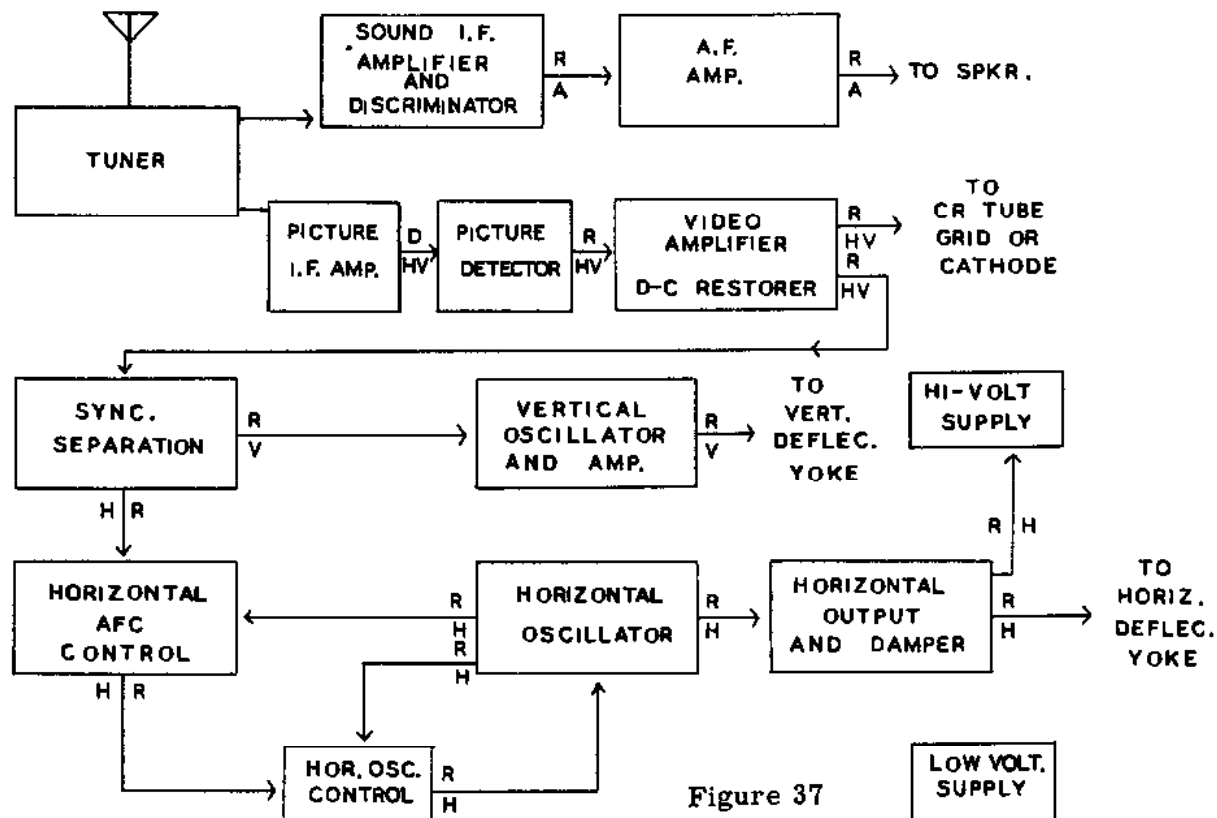 SOUND I.F.
AMPLIFIER
AND
DISCRIMINATOR
R
A
A.F.
AMP.
R
A
TO SPKR.
TUNER
PICTURE
I.F. AMP.
D
HV
PICTURE
DETECTOR
R
HV
VIDEO
AMPLIFIER
D-C RESTORER
R
HV
R
HV
TO
CR TUBE
GRID OR
CATHODE
SYNC.
SEPARATION
R
V
VERTICAL
OSCILLATOR
AND AMP.
R
V
TO
VERT.
DEFLEC.
YOKE
HI-VOLT
SUPPLY
H R
R H
HORIZONTAL
AFC
CONTROL
R
H
R
H
HORIZONTAL
OSCILLATOR
R
H
HORIZONTAL
OUTPUT
AND DAMPER
R
H
TO
HORIZ.
DEFLEC.
YOKE
H R
HOR. OSC.
CONTROL
R
H
Figure 37
LOW VOLT.
SUPPLY